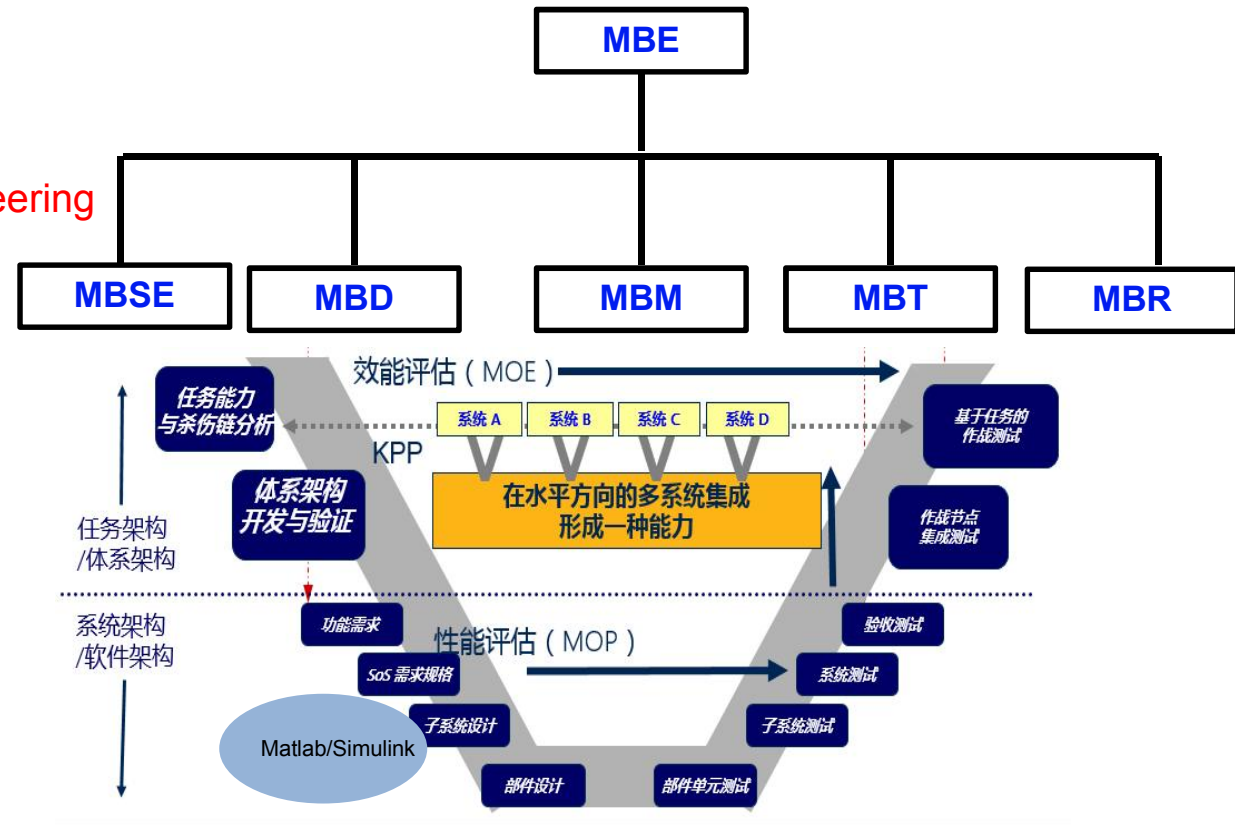 MBE
eering
MBSE
MBD
MBM
MBT
MBR
效能评估（MOE）
任务能力
与杀伤链分析
系统 A
系统 B
系统 C
系统 D
基于任务的
作战测试
KPP
体系架构
开发与验证
在水平方向的多系统集成
形成一种能力
作战节点
集成测试
任务架构
/体系架构
系统架构
/软件架构
功能需求
性能评估（MOP）
验收测试
SoS 需求规格
系统测试
Matlab/Simulink
子系统设计
子系统测试
部件设计
部件单元测试